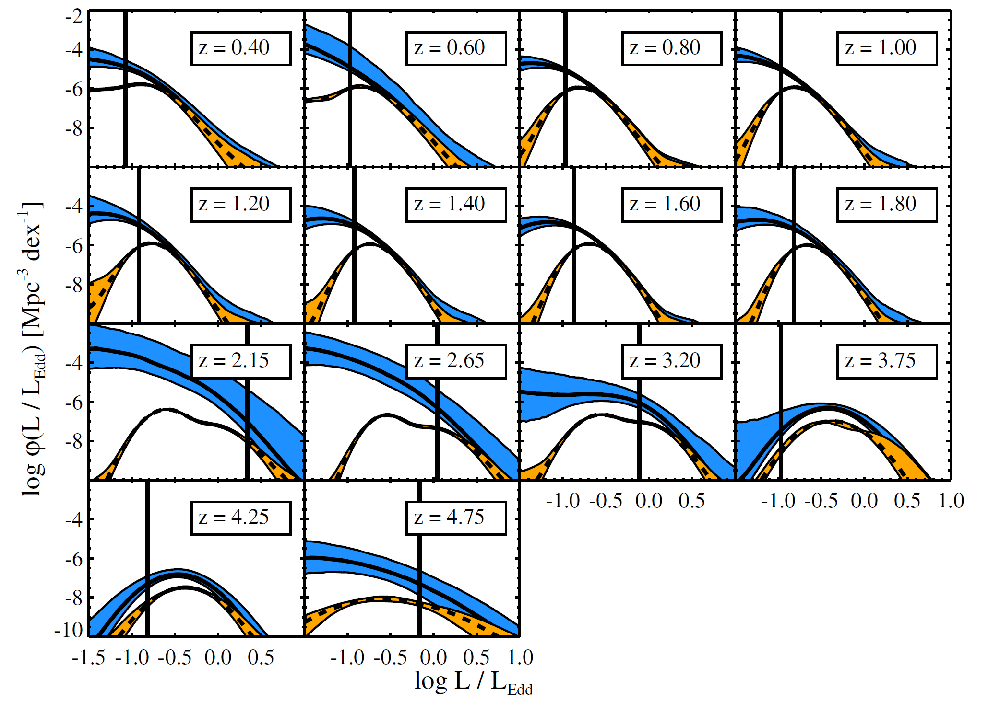 -2
-4
-6
-8
z = 0.40
z = 0.60
z = 0.80
z = 1.00
-4
-6
-8
z = 1.20
z = 1.40
z = 1.60
z = 1.80
-4
-6
-8
z = 2.15
z = 2.65
z = 3.20
z = 3.75
-1.0 -0.5 0.0 0.5
-1.0 -0.5 0.0 0.5 1.0
-4
-6
-8
-10
z = 4.25
z = 4.75
-1.5 -1.0 -0.5 0.0 0.5
-1.0 -0.5 0.0 0.5 1.0
log L / L_Edd
log φ(L / L_Edd) [Mpc^-3 dex^-1]